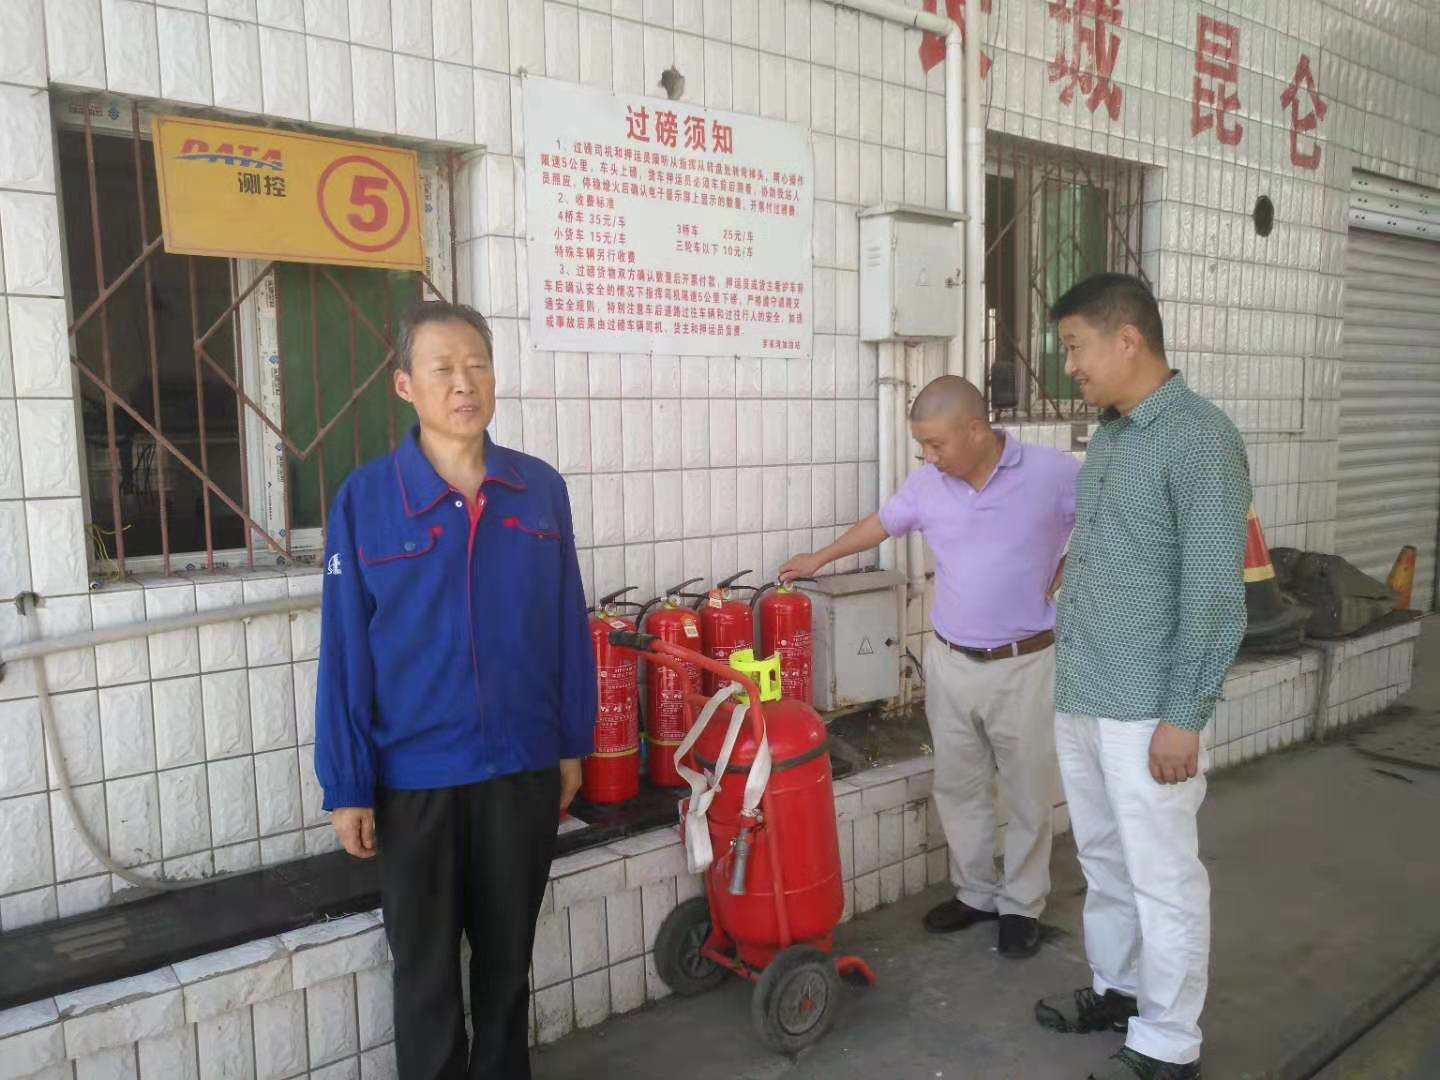 城昆仑
DATA
测控
5
过磅须知
1、过磅司机和押运员须听从指挥从转盘处转弯掉头，
限速5公里，车头上磅，货车押运员必须车前后照看，协助我站人
员照应，停稳熄火后确认电子显示屏上显示的数量，开票付过磅费。
2、收费标准
4桥车 35元/车 3桥车 25元/车
小货车 15元/车 三轮车以下 10元/车
特殊车辆另行收费
3、过磅货物双方确认数量后开票付款，押运员或货主看护车前
车后确认安全的情况下指挥司机限速5公里下磅，严格遵守道路交
通安全规则，特别注意车后道路过往车辆和过往行人的安全，如造
成事故后果由过磅车辆司机、货主和押运员负责。